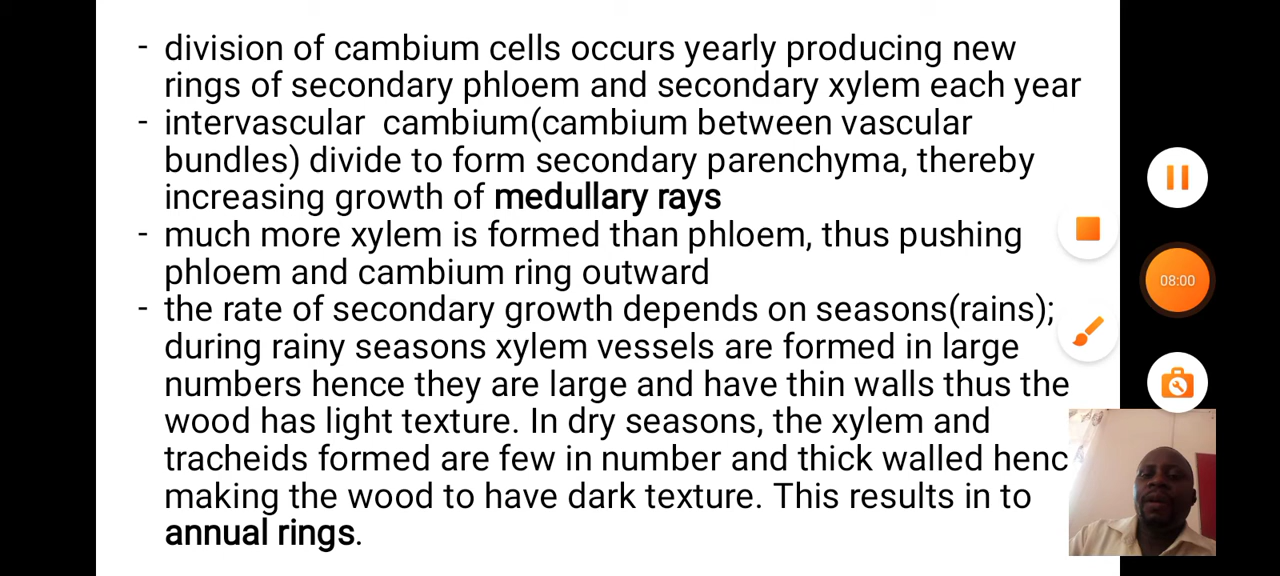 - division of cambium cells occurs yearly producing new
rings of secondary phloem and secondary xylem each year
- intervascular  cambium(cambium between vascular
bundles) divide to form secondary parenchyma, thereby
increasing growth of medullary rays
- much more xylem is formed than phloem, thus pushing
phloem and cambium ring outward
- the rate of secondary growth depends on seasons(rains);
during rainy seasons xylem vessels are formed in large
numbers hence they are large and have thin walls thus the
wood has light texture. In dry seasons, the xylem and
tracheids formed are few in number and thick walled henc
making the wood to have dark texture. This results in to
annual rings.
08:00